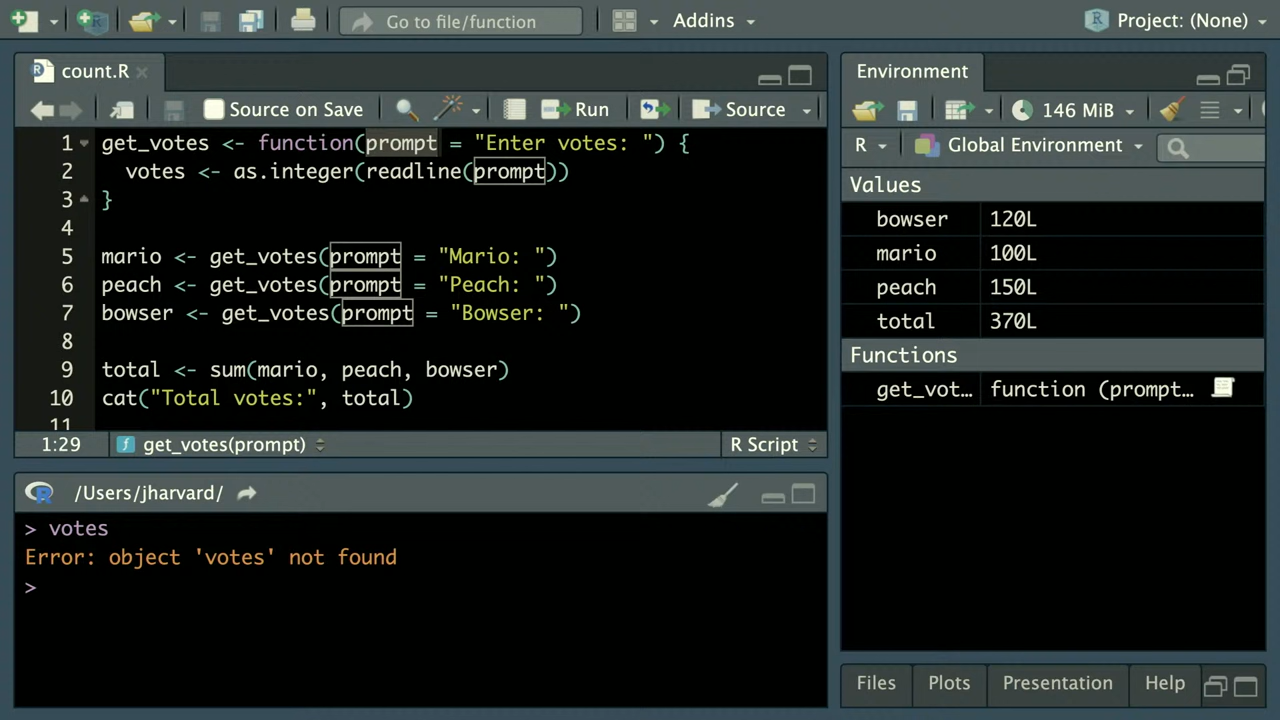 Go to file/function
Addins
Project: (None)
count.R
Source on Save
Run
Source
1 get_votes <- function(prompt = "Enter votes: ") {
2   votes <- as.integer(readline(prompt))
3 }
4
5 mario <- get_votes(prompt = "Mario: ")
6 peach <- get_votes(prompt = "Peach: ")
7 bowser <- get_votes(prompt = "Bowser: ")
8
9 total <- sum(mario, peach, bowser)
10 cat("Total votes:", total)
11
1:29 f get_votes(prompt) R Script
R /Users/jharvard/
> votes
Error: object 'votes' not found
>
Environment
146 MiB
R Global Environment
Values
bowser 120L
mario 100L
peach 150L
total 370L
Functions
get_vot… function (prompt…
Files Plots Presentation Help